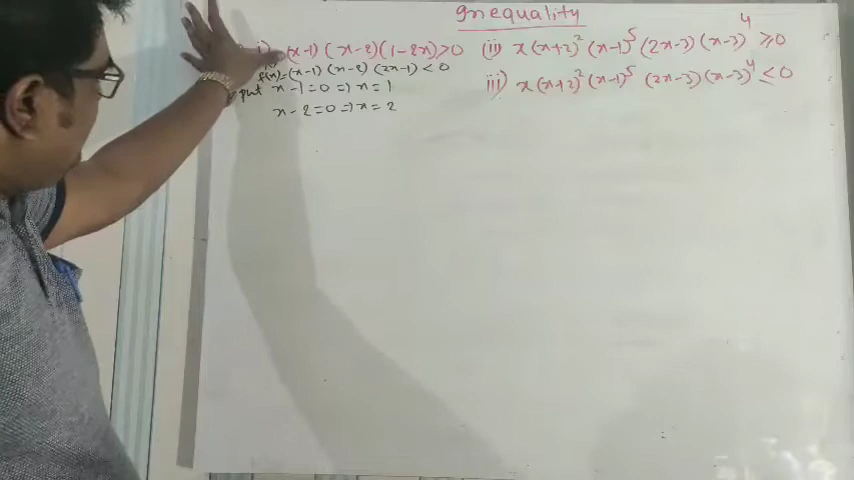 Inequality
i) (x-1) (x-2)(1-2x)>0
f(x)=(x-1) (x-2) (2x-1) < 0
put x-1=0 => x=1
x-2=0 => x=2
(ii) x(x+2)²(x-1)⁵(2x-3)(x-3)⁴ ≥0
iii) x(x+2)²(x-1)⁵ (2x-3)(x-3)⁴ ≤0